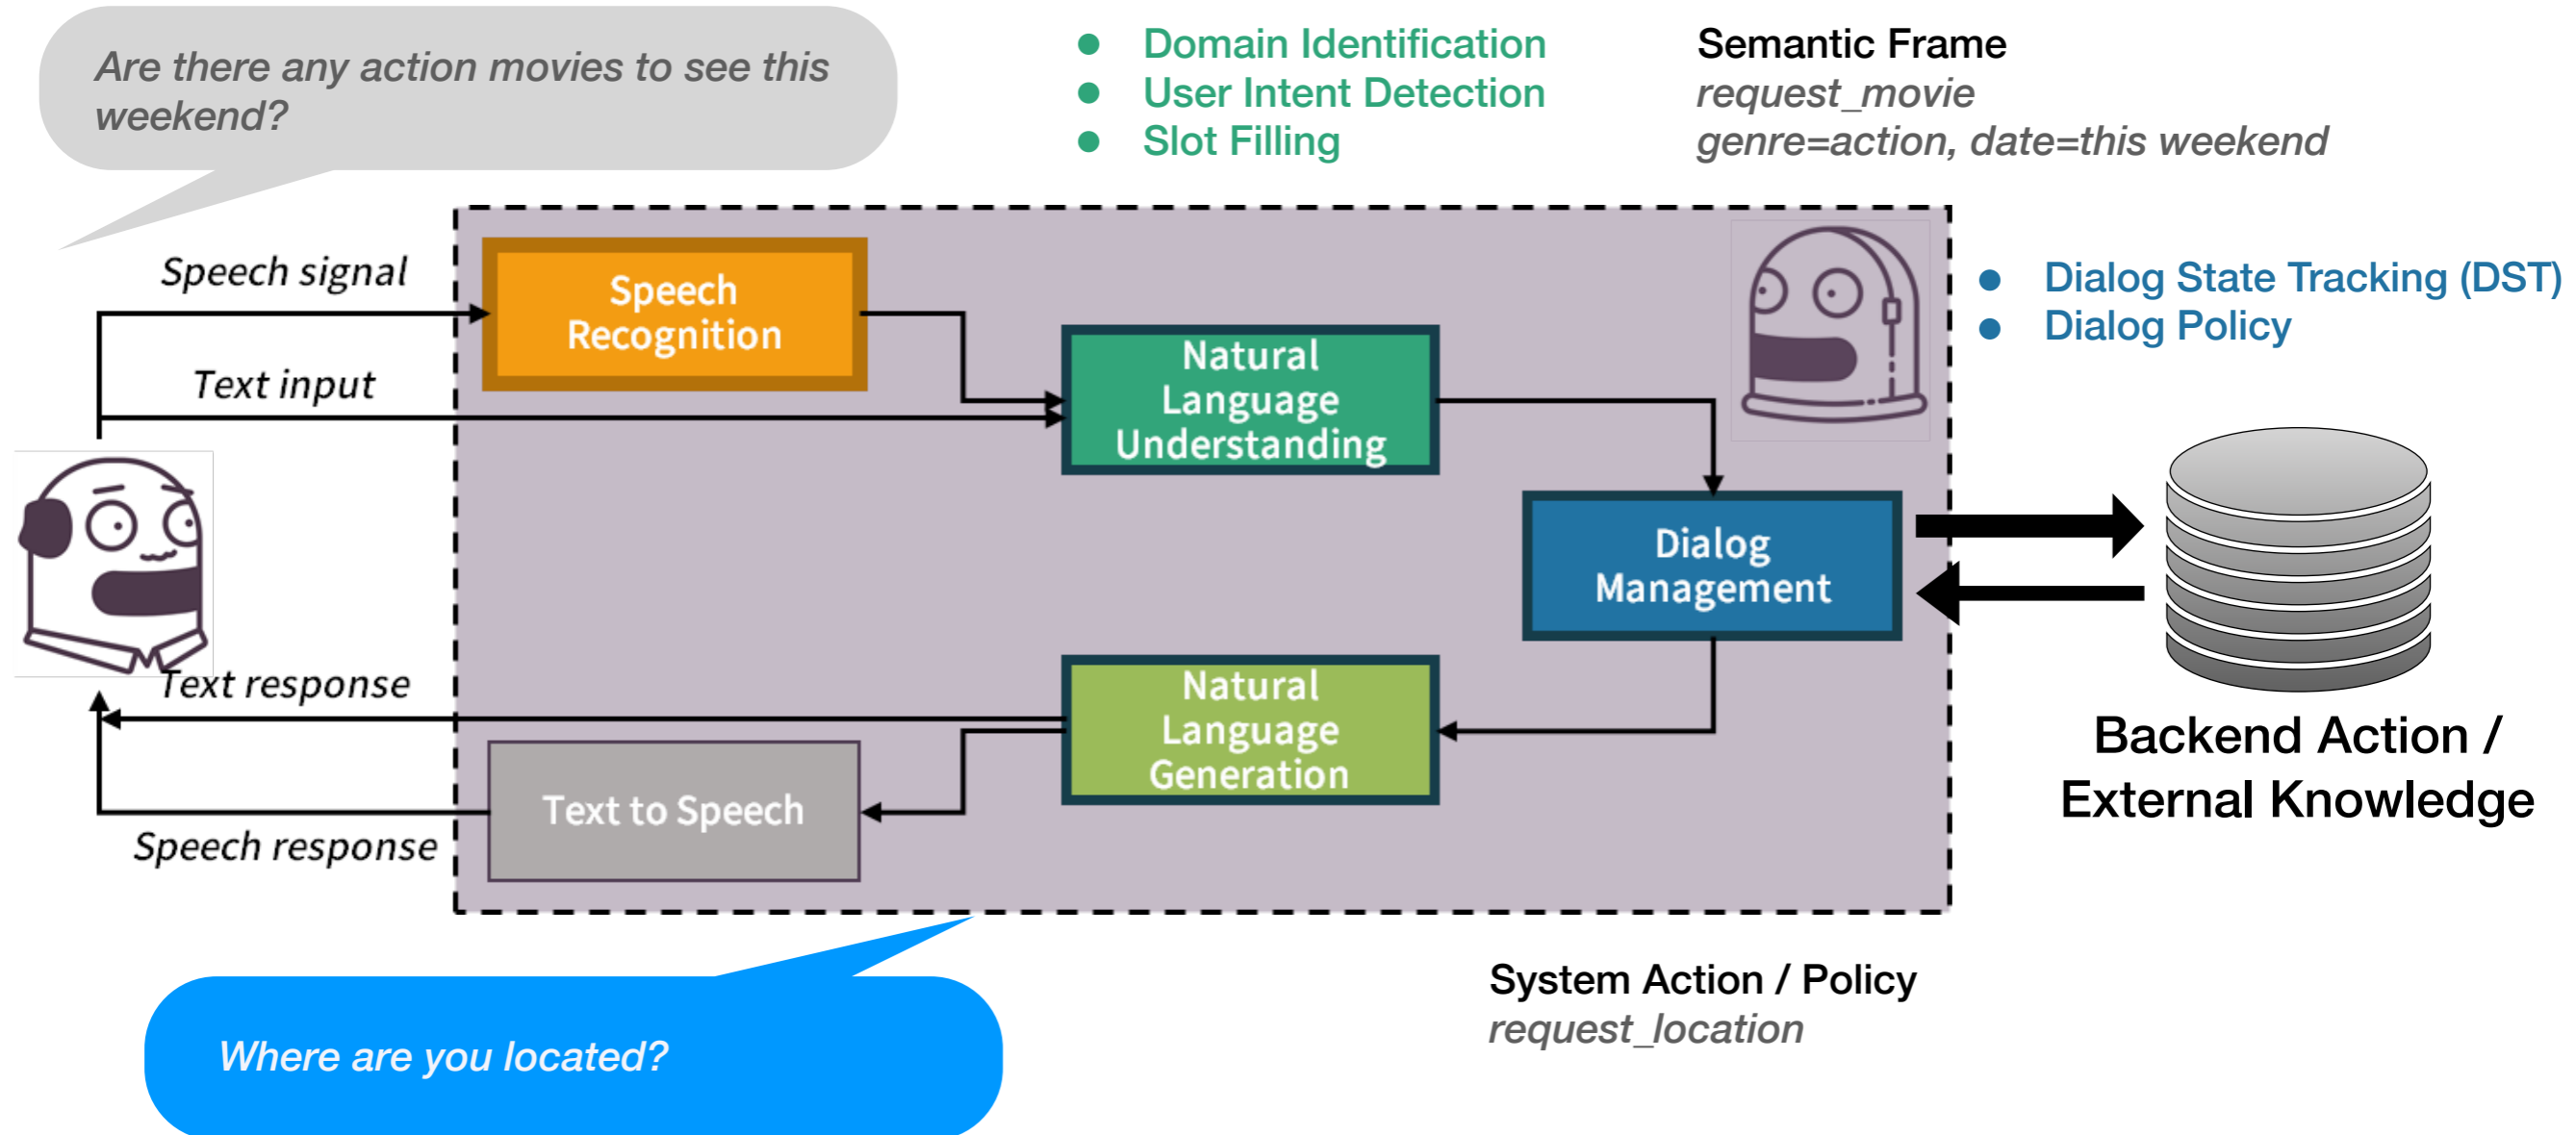 Are there any action movies to see this
weekend?
● Domain Identification
● User Intent Detection
● Slot Filling
Semantic Frame
request_movie
genre=action, date=this weekend
Speech signal
Text input
Speech
Recognition
Natural
Language
Understanding
● Dialog State Tracking (DST)
● Dialog Policy
Dialog
Management
Backend Action /
External Knowledge
Natural
Language
Generation
Text response
Text to Speech
Speech response
System Action / Policy
request_location
Where are you located?